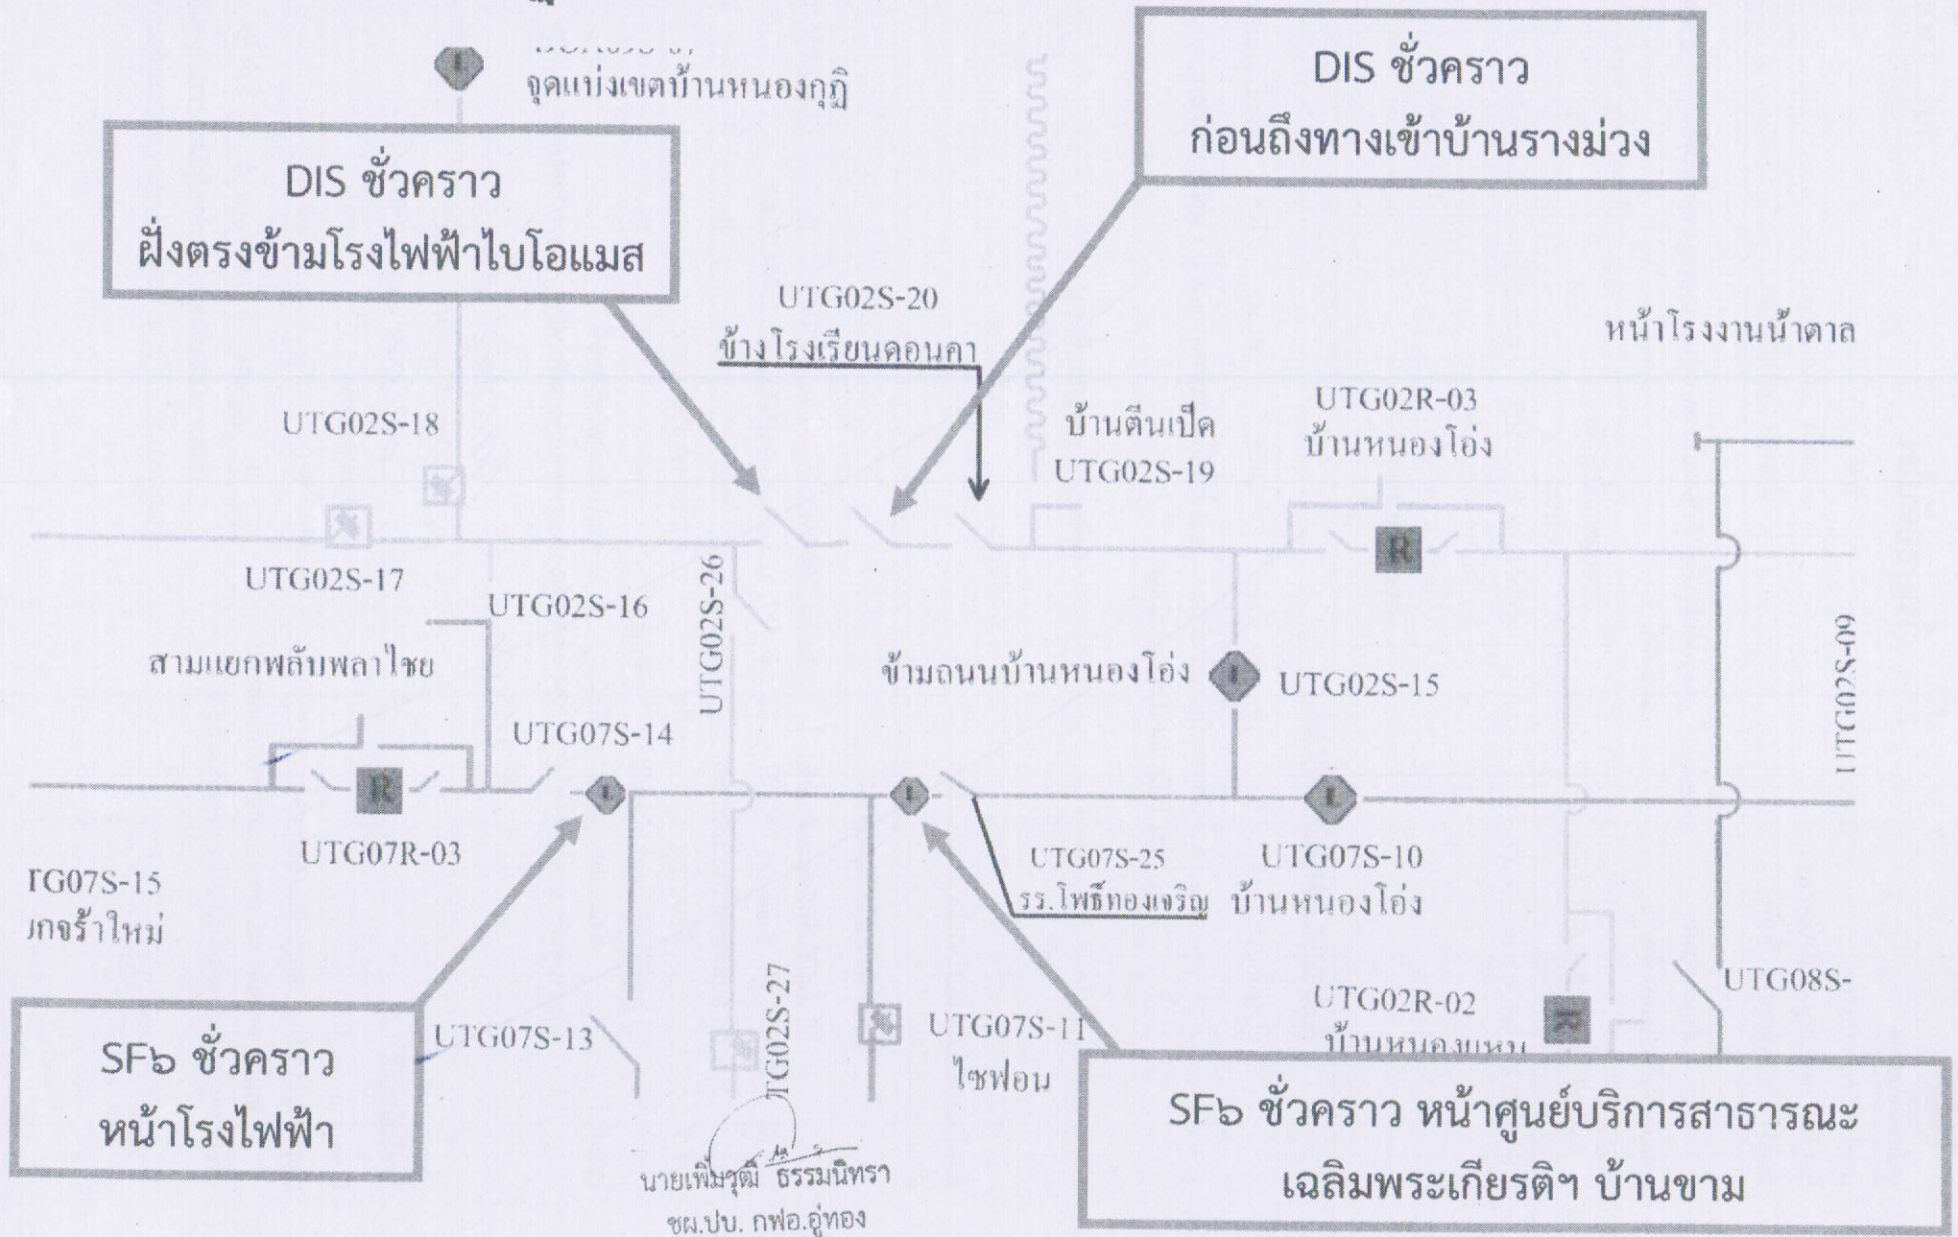 จุดแบ่งเขตบ้านหนองกุฏิ
DIS ชั่วคราว
ก่อนถึงทางเข้าบ้านรางม่วง
DIS ชั่วคราว
ฝั่งตรงข้ามโรงไฟฟ้าไบโอแมส
UTG02S-20
ข้างโรงเรียนดอนคา
หน้าโรงงานน้ำตาล
UTG02S-18
บ้านตีนเป็ด
UTG02S-19
UTG02R-03
บ้านหนองโอ่ง
R
UTG02S-17
UTG02S-16
UTG02S-26
UTG02S-09
สามแยกพลับพลาไชย
ข้ามถนนบ้านหนองโอ่ง
UTG02S-15
UTG07S-14
R
UTG07R-03
TG07S-15
UTG07S-25
รร.โพธิ์ทองเจริญ
UTG07S-10
บ้านหนองโอ่ง
UTG07S-13
TG02S-27
UTG07S-11
ไซฟอน
UTG02R-02
บ้านหนองแหน
R
UTG08S-
SF๖ ชั่วคราว
หน้าโรงไฟฟ้า
SF๖ ชั่วคราว หน้าศูนย์บริการสาธารณะ
เฉลิมพระเกียรติฯ บ้านขาม
นายเพิ่มวุฒิ ธรรมนิทรา
ชผ.ปบ. กฟอ.อู่ทอง